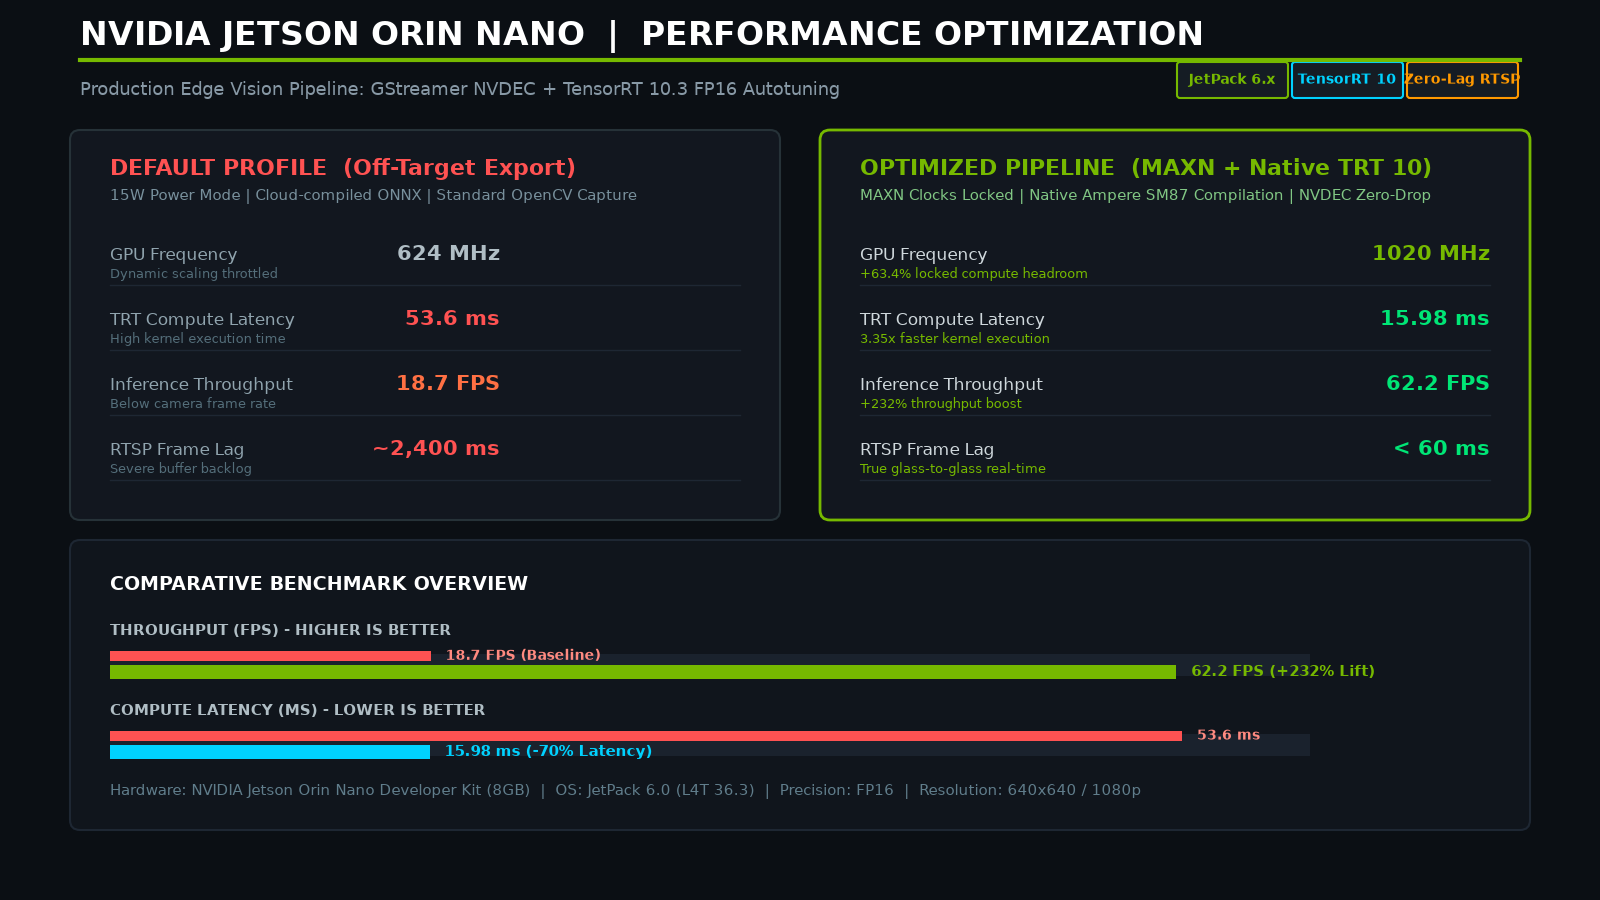 NVIDIA JETSON ORIN NANO | PERFORMANCE OPTIMIZATION
Production Edge Vision Pipeline: GStreamer NVDEC + TensorRT 10.3 FP16 Autotuning
JetPack 6.x
TensorRT 10
Zero-Lag RTSP
DEFAULT PROFILE (Off-Target Export)
15W Power Mode | Cloud-compiled ONNX | Standard OpenCV Capture
GPU Frequency 624 MHz
Dynamic scaling throttled
TRT Compute Latency 53.6 ms
High kernel execution time
Inference Throughput 18.7 FPS
Below camera frame rate
RTSP Frame Lag ~2,400 ms
Severe buffer backlog
OPTIMIZED PIPELINE (MAXN + Native TRT 10)
MAXN Clocks Locked | Native Ampere SM87 Compilation | NVDEC Zero-Drop
GPU Frequency 1020 MHz
+63.4% locked compute headroom
TRT Compute Latency 15.98 ms
3.35x faster kernel execution
Inference Throughput 62.2 FPS
+232% throughput boost
RTSP Frame Lag < 60 ms
True glass-to-glass real-time
COMPARATIVE BENCHMARK OVERVIEW
THROUGHPUT (FPS) - HIGHER IS BETTER
18.7 FPS (Baseline)
62.2 FPS (+232% Lift)
COMPUTE LATENCY (MS) - LOWER IS BETTER
53.6 ms
15.98 ms (-70% Latency)
Hardware: NVIDIA Jetson Orin Nano Developer Kit (8GB) | OS: JetPack 6.0 (L4T 36.3) | Precision: FP16 | Resolution: 640x640 / 1080p